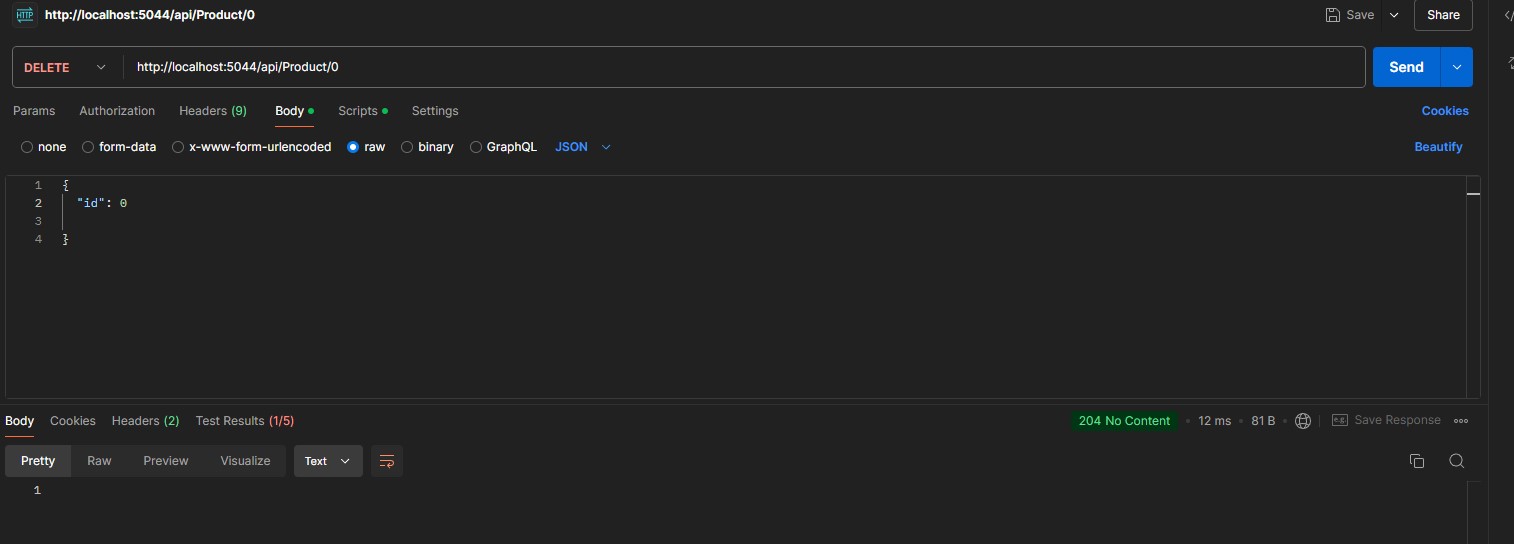 HTTP http://localhost:5044/api/Product/0 Save Share
DELETE http://localhost:5044/api/Product/0 Send
Params Authorization Headers (9) Body Scripts Settings Cookies
none form-data x-www-form-urlencoded raw binary GraphQL JSON Beautify
1 {
2 "id": 0
3
4 }
Body Cookies Headers (2) Test Results (1/5) 204 No Content 12 ms 81 B e.g. Save Response
Pretty Raw Preview Visualize Text
1